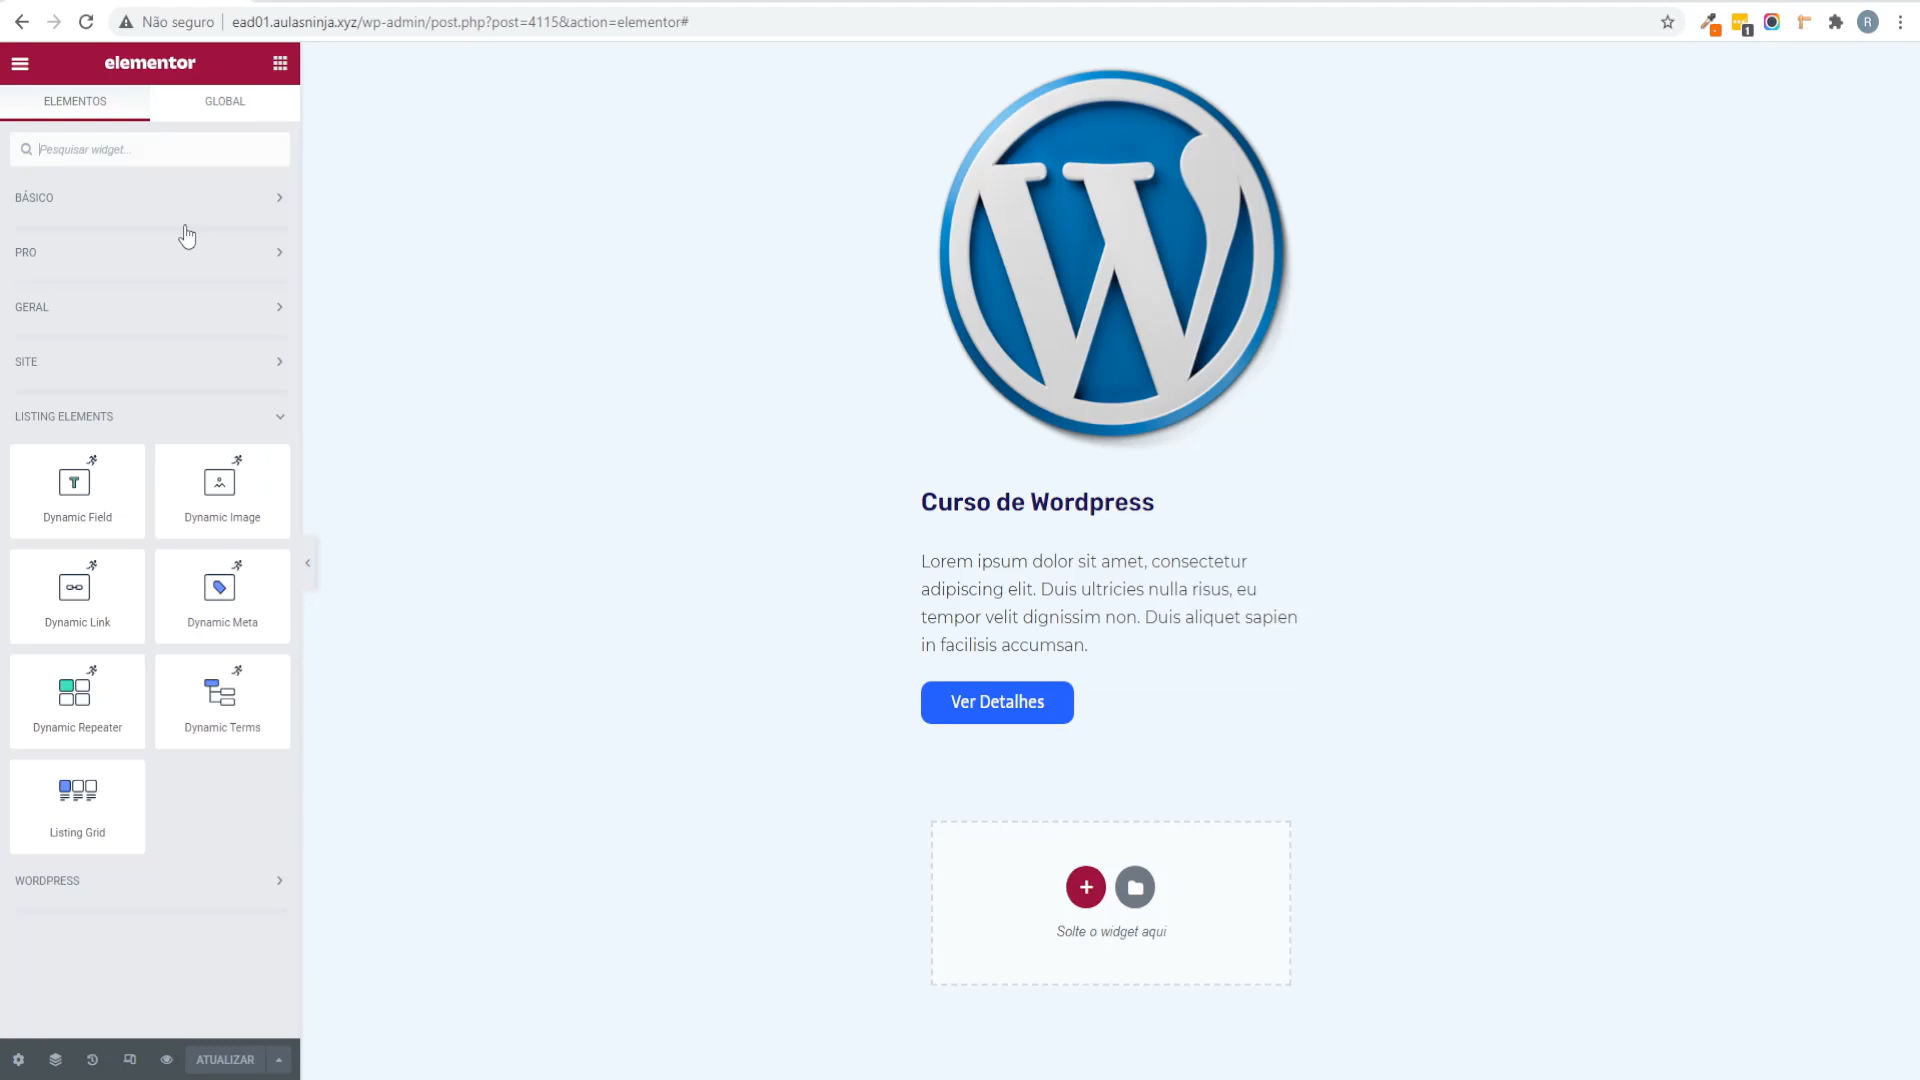 Não seguro
ead01.aulasninja.xyz/wp-admin/post.php?post=4115&action=elementor#
1
R
elementor
ELEMENTOS
GLOBAL
Pesquisar widget...
BÁSICO
PRO
GERAL
SITE
LISTING ELEMENTS
T
Dynamic Field
Dynamic Image
Dynamic Link
Dynamic Meta
Dynamic Repeater
Dynamic Terms
Listing Grid
WORDPRESS
ATUALIZAR
W
Curso de Wordpress
Lorem ipsum dolor sit amet, consectetur
adipiscing elit. Duis ultricies nulla risus, eu
tempor velit dignissim non. Duis aliquet sapien
in facilisis accumsan.
Ver Detalhes
Solte o widget aqui